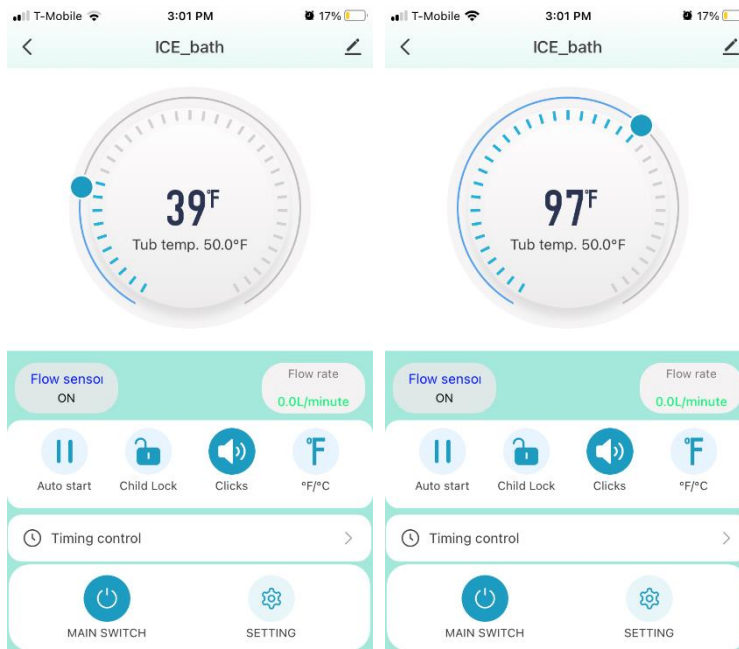 T-Mobile 3:01 PM 17%
ICE_bath
39°F
Tub temp. 50.0°F
Flow sensor
ON
Flow rate
0.0L/minute
Auto start Child Lock Clicks °F/°C
Timing control
MAIN SWITCH SETTING
T-Mobile 3:01 PM 17%
ICE_bath
97°F
Tub temp. 50.0°F
Flow sensor
ON
Flow rate
0.0L/minute
Auto start Child Lock Clicks °F/°C
Timing control
MAIN SWITCH SETTING